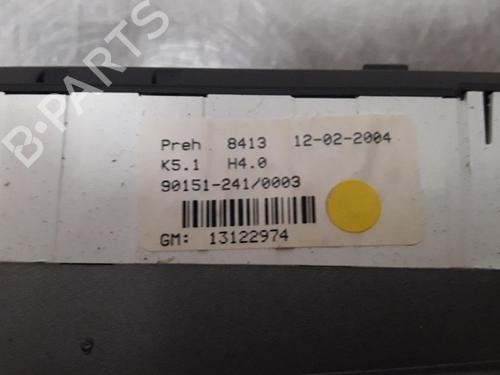 Preh 8413 12-02-2004
K5.1 H4.0
90151-241/0003
GM: 13122974
B-PARTS